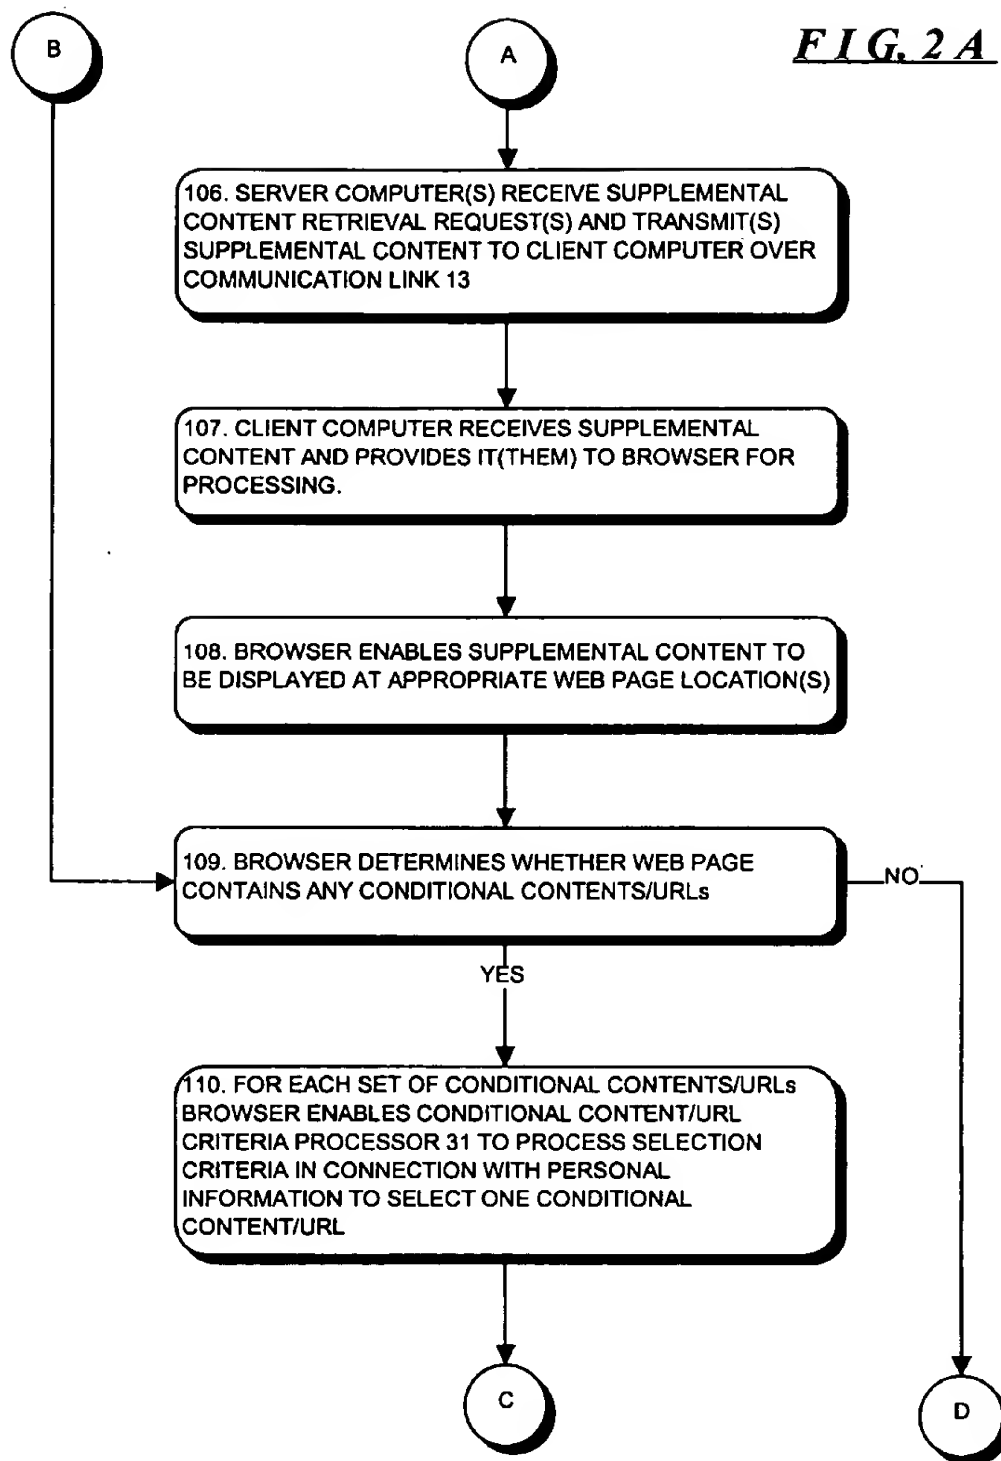 B
A
FIG. 2A
106. SERVER COMPUTER(S) RECEIVE SUPPLEMENTAL
CONTENT RETRIEVAL REQUEST(S) AND TRANSMIT(S)
SUPPLEMENTAL CONTENT TO CLIENT COMPUTER OVER
COMMUNICATION LINK 13
107. CLIENT COMPUTER RECEIVES SUPPLEMENTAL
CONTENT AND PROVIDES IT(THEM) TO BROWSER FOR
PROCESSING.
108. BROWSER ENABLES SUPPLEMENTAL CONTENT TO
BE DISPLAYED AT APPROPRIATE WEB PAGE LOCATION(S)
109. BROWSER DETERMINES WHETHER WEB PAGE
CONTAINS ANY CONDITIONAL CONTENTS/URLs
NO
YES
110. FOR EACH SET OF CONDITIONAL CONTENTS/URLs
BROWSER ENABLES CONDITIONAL CONTENT/URL
CRITERIA PROCESSOR 31 TO PROCESS SELECTION
CRITERIA IN CONNECTION WITH PERSONAL
INFORMATION TO SELECT ONE CONDITIONAL
CONTENT/URL
C
D